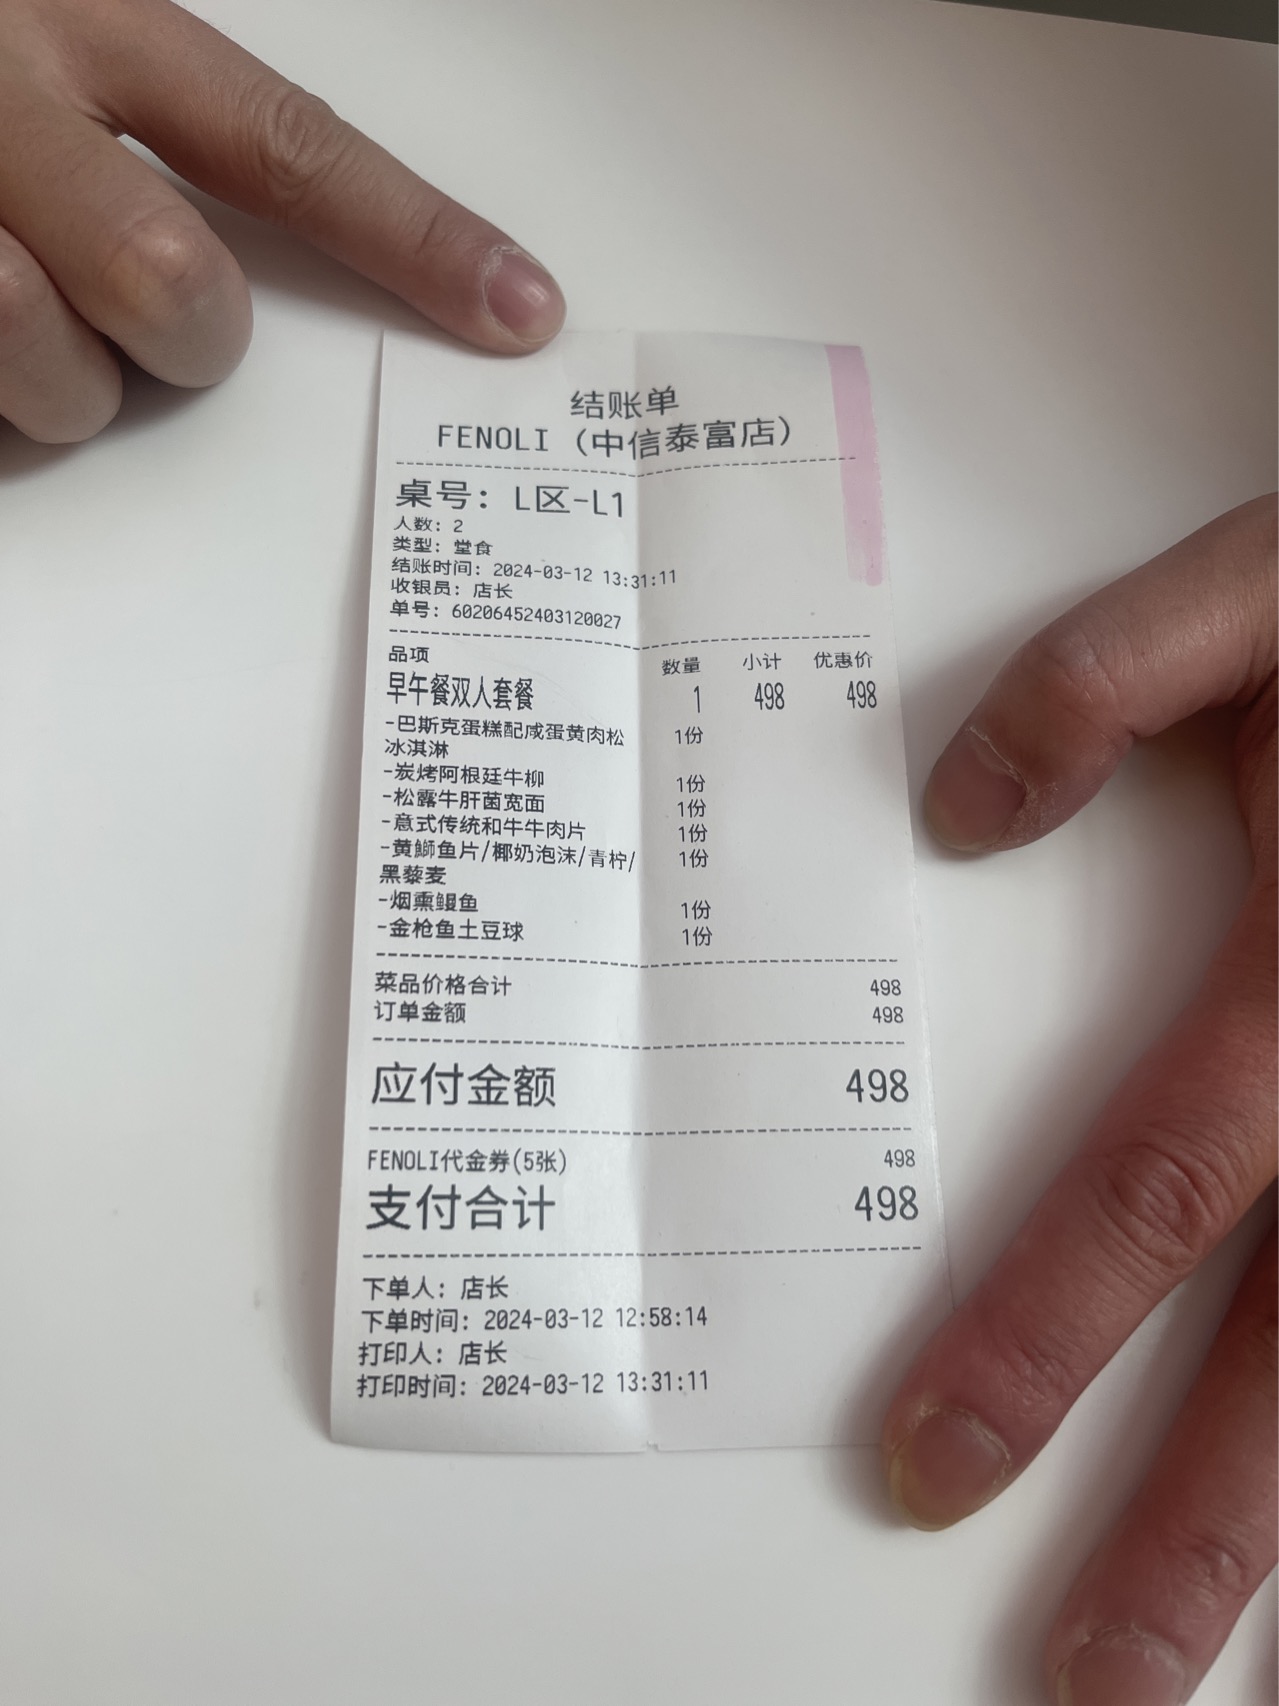 结账单
FENOLI（中信泰富店）
桌号：L区-L1
人数：2
类型：堂食
结账时间：2024-03-12 13:31:11
收银员：店长
单号：60206452403120027
品项 数量 小计 优惠价
早午餐双人套餐 1 498 498
-巴斯克蛋糕配咸蛋黄肉松 1份
冰淇淋
-炭烤阿根廷牛柳 1份
-松露牛肝菌宽面 1份
-意式传统和牛牛肉片 1份
-黄鰤鱼片/椰奶泡沫/青柠/ 1份
黑藜麦
-烟熏鳗鱼 1份
-金枪鱼土豆球 1份
菜品价格合计 498
订单金额 498
应付金额 498
FENOLI代金券(5张) 498
支付合计 498
下单人：店长
下单时间：2024-03-12 12:58:14
打印人：店长
打印时间：2024-03-12 13:31:11